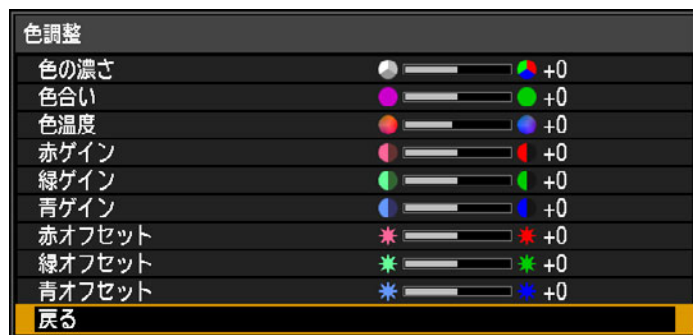 色調整
色の濃さ +0
色合い +0
色温度 +0
赤ゲイン +0
緑ゲイン +0
青ゲイン +0
赤オフセット +0
緑オフセット +0
青オフセット +0
戻る